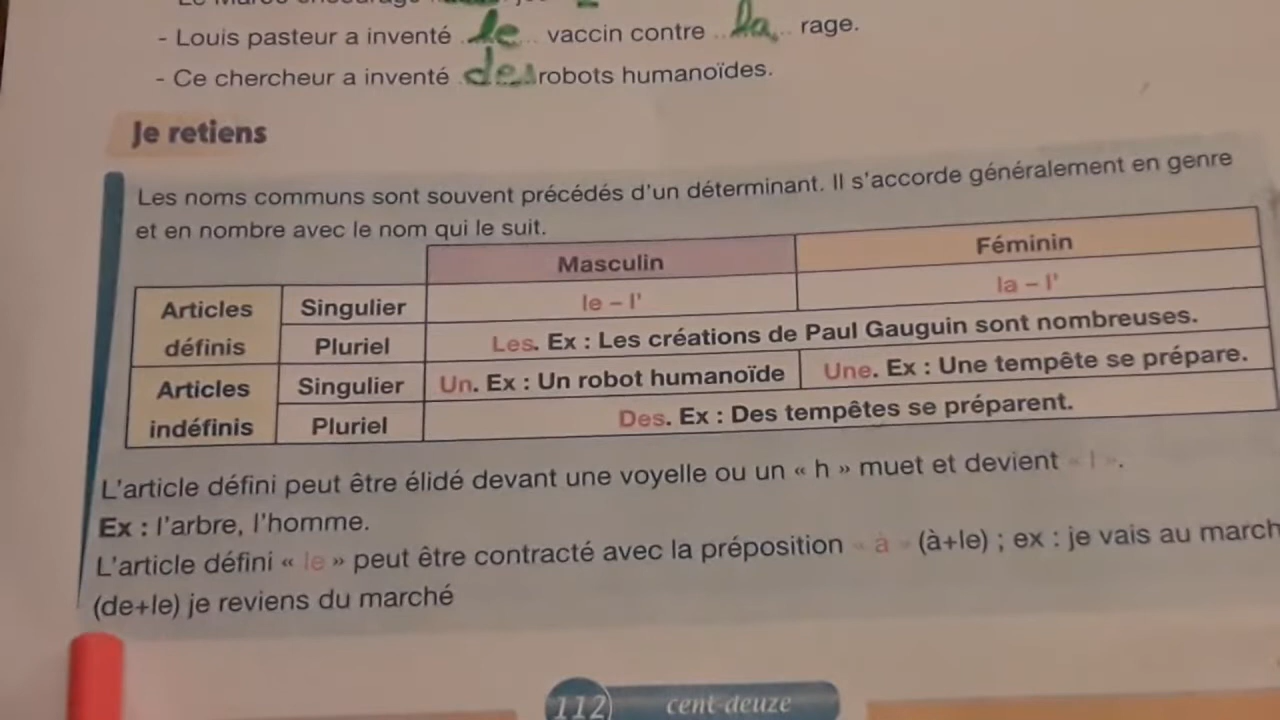 - Louis pasteur a inventé le vaccin contre la rage.
- Ce chercheur a inventé des robots humanoïdes.
Je retiens
Les noms communs sont souvent précédés d'un déterminant. Il s'accorde généralement en genre
et en nombre avec le nom qui le suit.
Masculin Féminin
Articles définis Singulier le – l' la – l'
Pluriel Les. Ex : Les créations de Paul Gauguin sont nombreuses.
Articles indéfinis Singulier Un. Ex : Un robot humanoïde Une. Ex : Une tempête se prépare.
Pluriel Des. Ex : Des tempêtes se préparent.
L'article défini peut être élidé devant une voyelle ou un « h » muet et devient « l ».
Ex : l'arbre, l'homme.
L'article défini « le » peut être contracté avec la préposition « à » (à+le) ; ex : je vais au march
(de+le) je reviens du marché
112 cent deuze